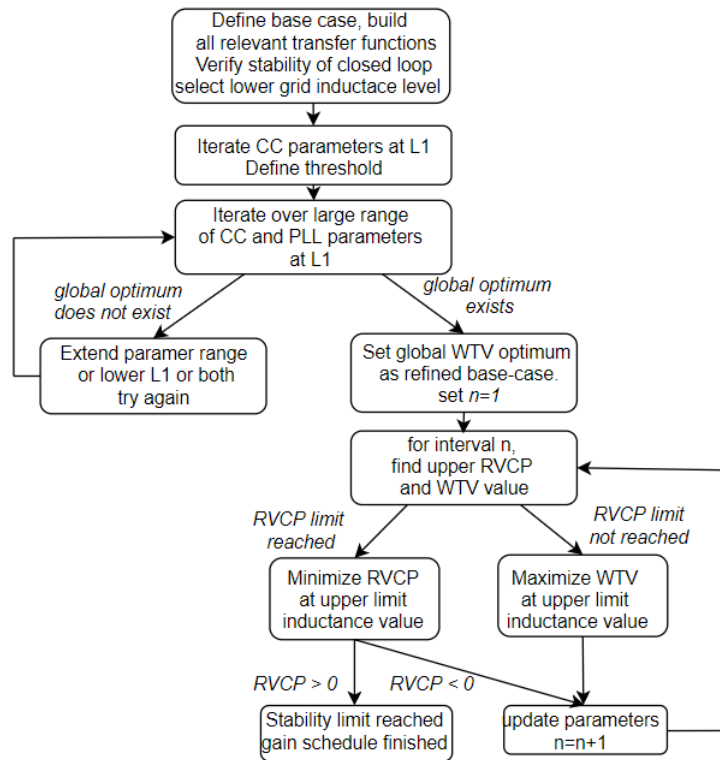 Define base case, build
all relevant transfer functions
Verify stability of closed loop
select lower grid inductace level
Iterate CC parameters at L1
Define threshold
Iterate over large range
of CC and PLL parameters
at L1
global optimum
does not exist
global optimum
exists
Extend paramer range
or lower L1 or both
try again
Set global WTV optimum
as refined base-case.
set n=1
for interval n,
find upper RVCP
and WTV value
RVCP limit
reached
RVCP limit
not reached
Minimize RVCP
at upper limit
inductance value
Maximize WTV
at upper limit
inductance value
RVCP > 0
RVCP < 0
Stability limit reached
gain schedule finished
update parameters
n=n+1